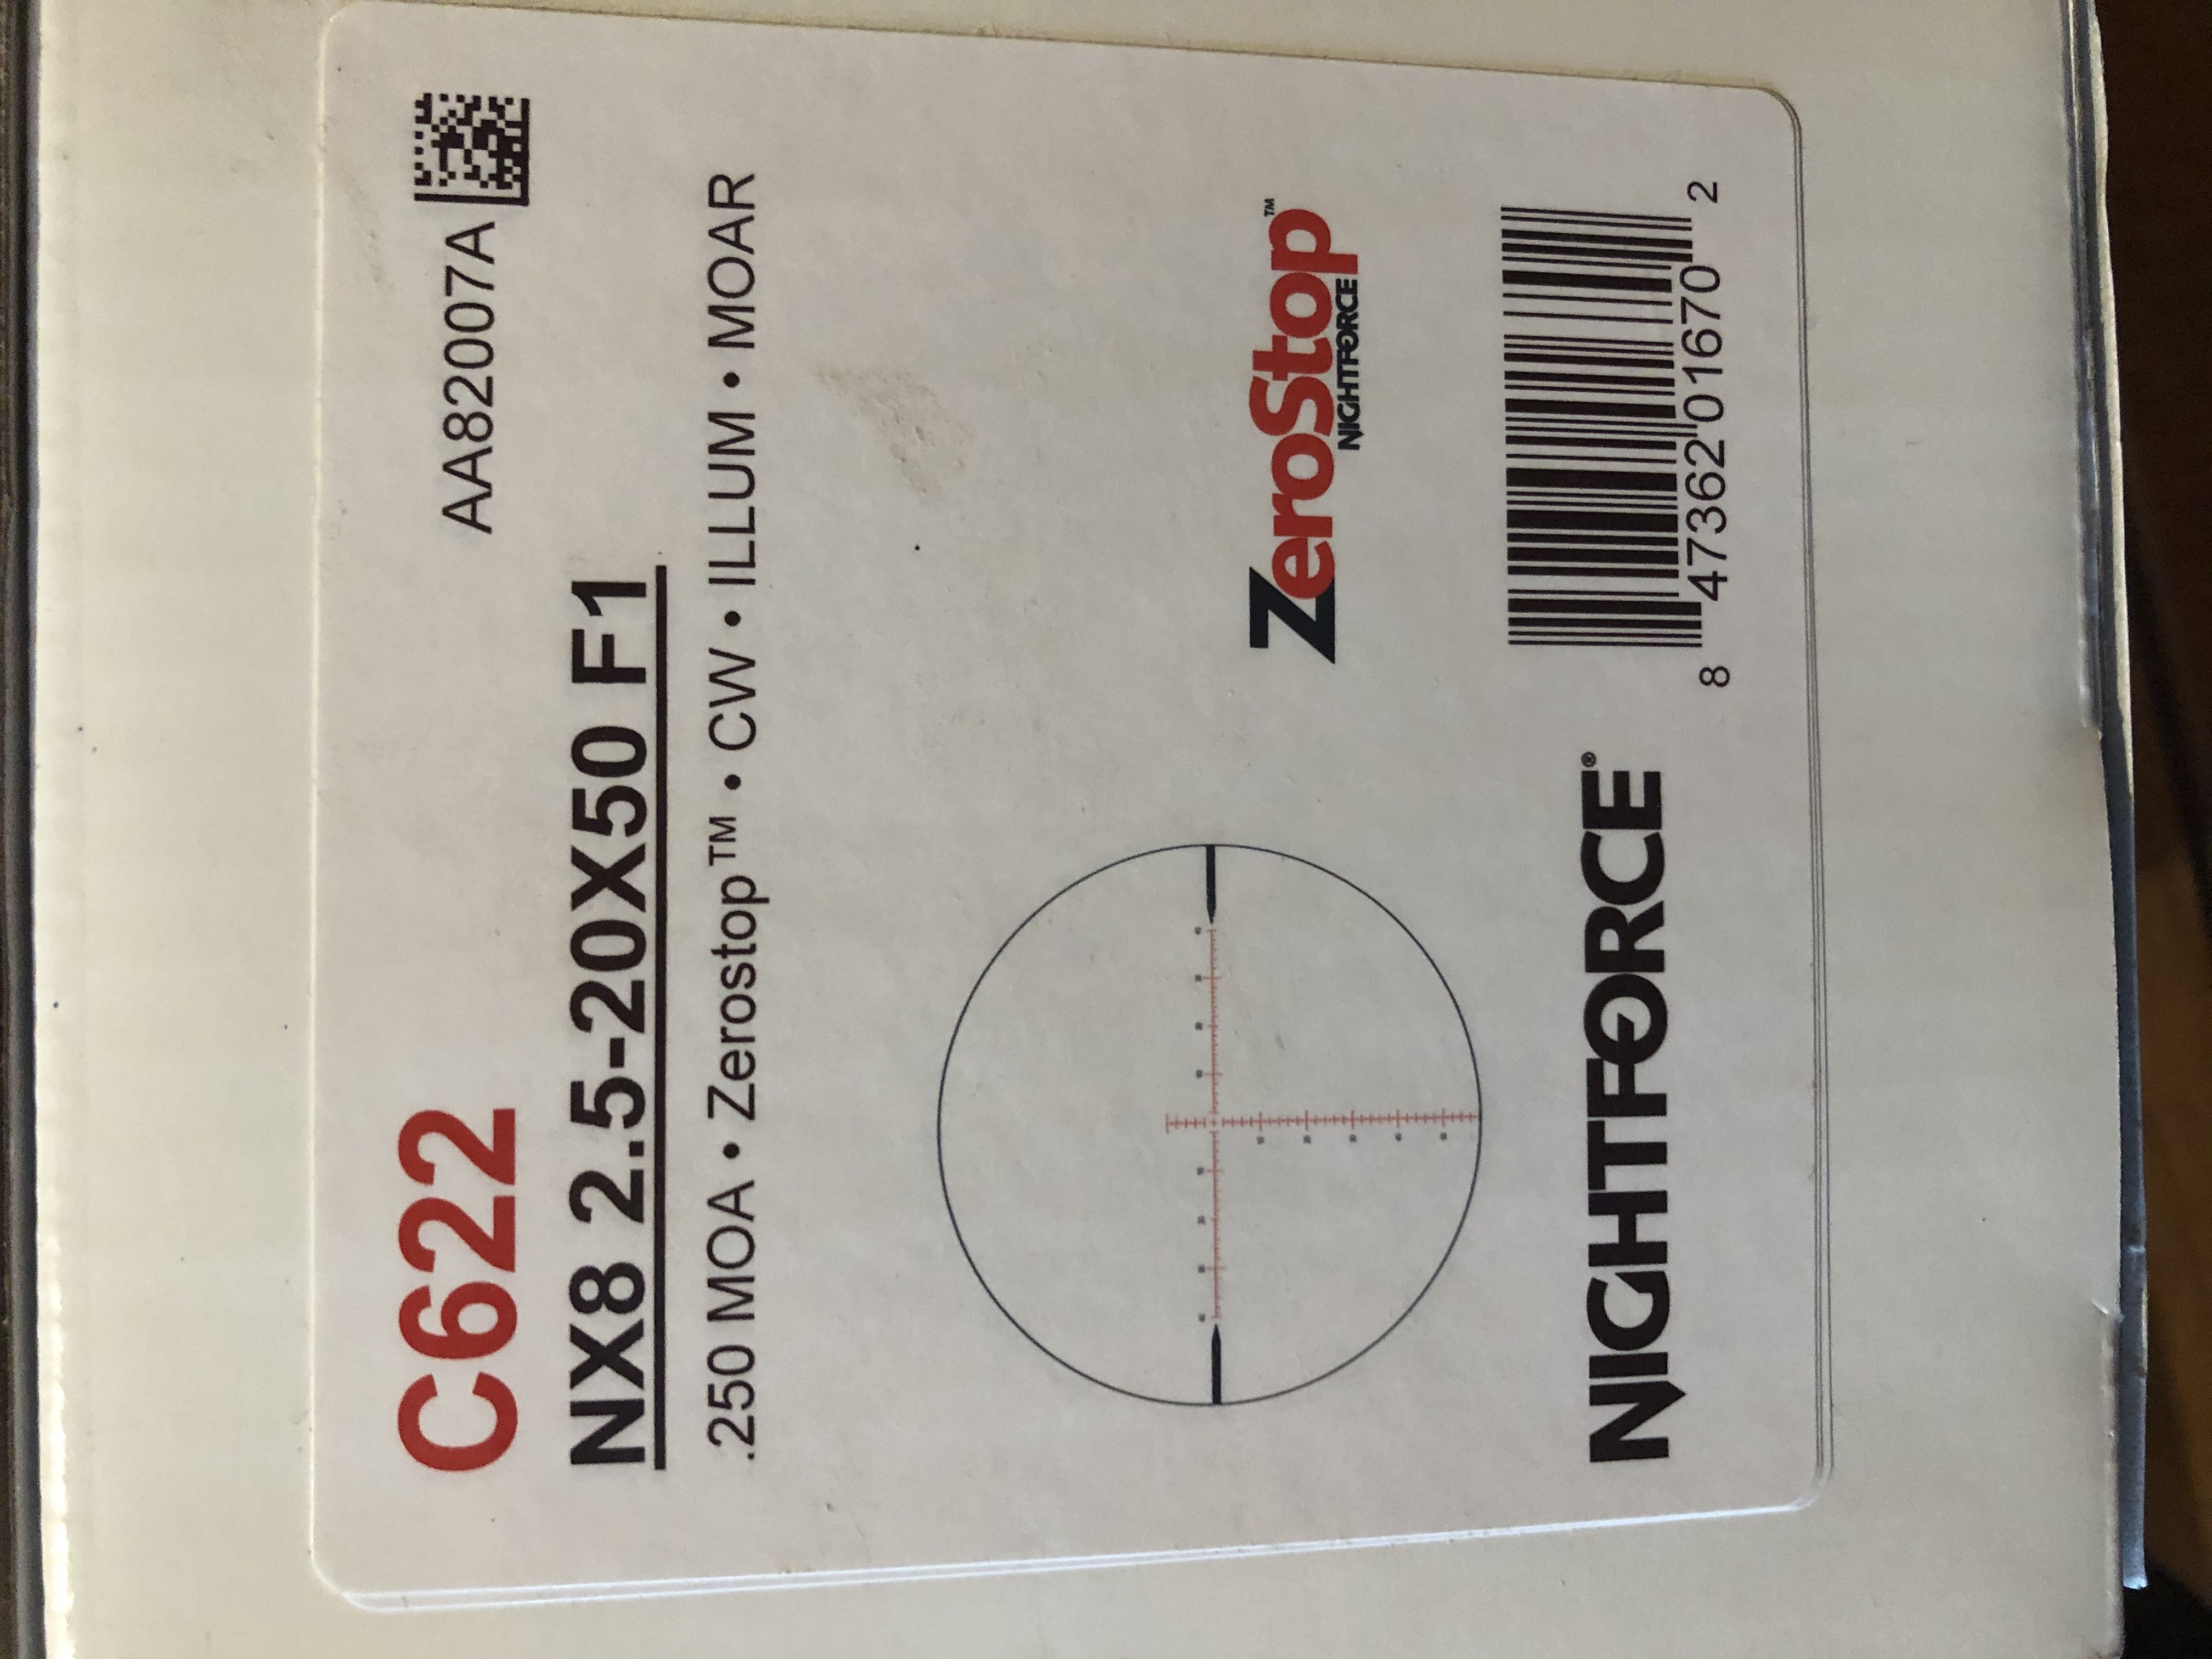 C622
AA82007A
NX8 2.5-20X50 F1
.250 MOA • Zerostop™ • CW • ILLUM • MOAR
ZeroStop™
NIGHTFORCE
NIGHTFORCE®
8 47362 01670 2